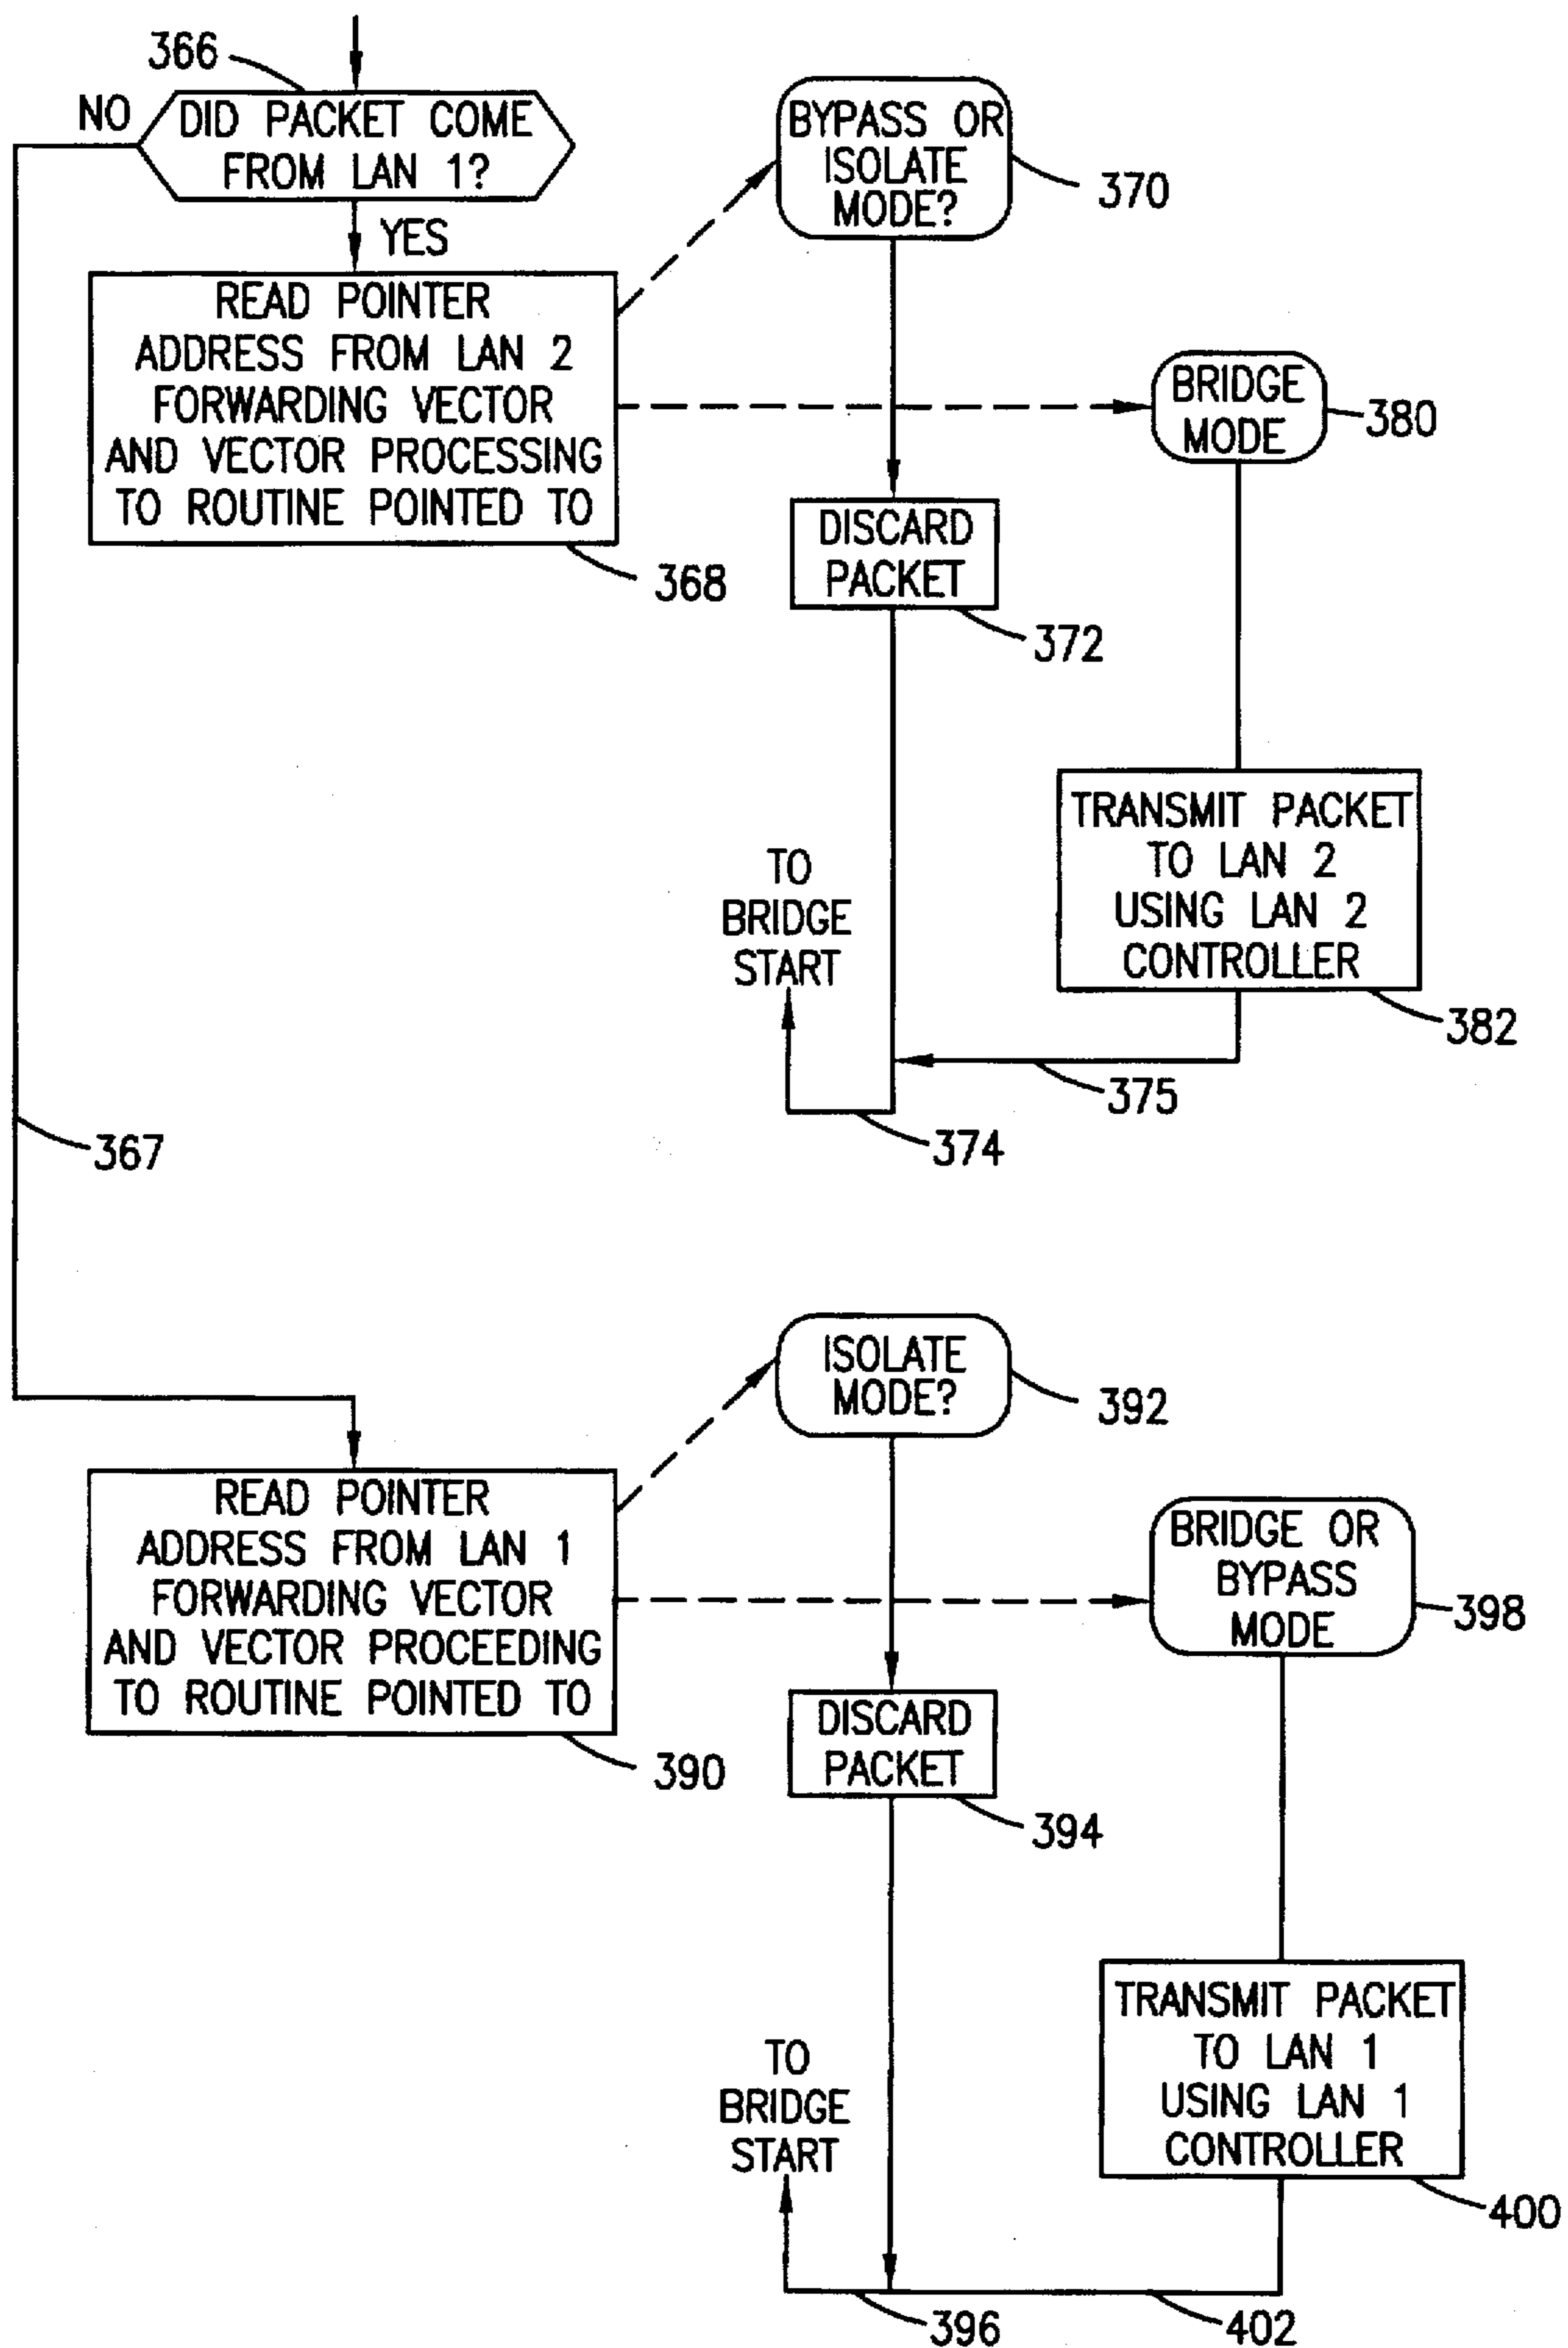 366
NO
DID PACKET COME
FROM LAN 1?
YES
READ POINTER
ADDRESS FROM LAN 2
FORWARDING VECTOR
AND VECTOR PROCESSING
TO ROUTINE POINTED TO
368
BYPASS OR
ISOLATE
MODE?
370
BRIDGE
MODE
380
DISCARD
PACKET
372
TRANSMIT PACKET
TO LAN 2
USING LAN 2
CONTROLLER
382
TO
BRIDGE
START
375
374
367
READ POINTER
ADDRESS FROM LAN 1
FORWARDING VECTOR
AND VECTOR PROCEEDING
TO ROUTINE POINTED TO
390
ISOLATE
MODE?
392
BRIDGE OR
BYPASS
MODE
398
DISCARD
PACKET
394
TRANSMIT PACKET
TO LAN 1
USING LAN 1
CONTROLLER
400
TO
BRIDGE
START
396
402